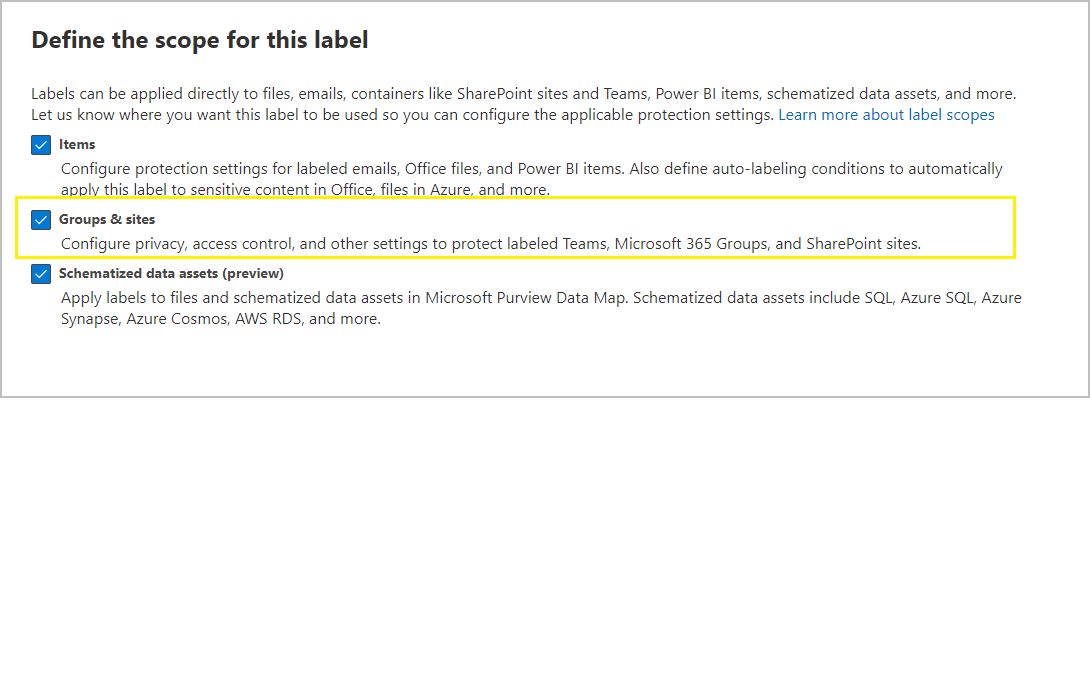 Define the scope for this label
Labels can be applied directly to files, emails, containers like SharePoint sites and Teams, Power BI items, schematized data assets, and more.
Let us know where you want this label to be used so you can configure the applicable protection settings. Learn more about label scopes
Items
Configure protection settings for labeled emails, Office files, and Power BI items. Also define auto-labeling conditions to automatically
apply this label to sensitive content in Office, files in Azure, and more.
Groups & sites
Configure privacy, access control, and other settings to protect labeled Teams, Microsoft 365 Groups, and SharePoint sites.
Schematized data assets (preview)
Apply labels to files and schematized data assets in Microsoft Purview Data Map. Schematized data assets include SQL, Azure SQL, Azure
Synapse, Azure Cosmos, AWS RDS, and more.